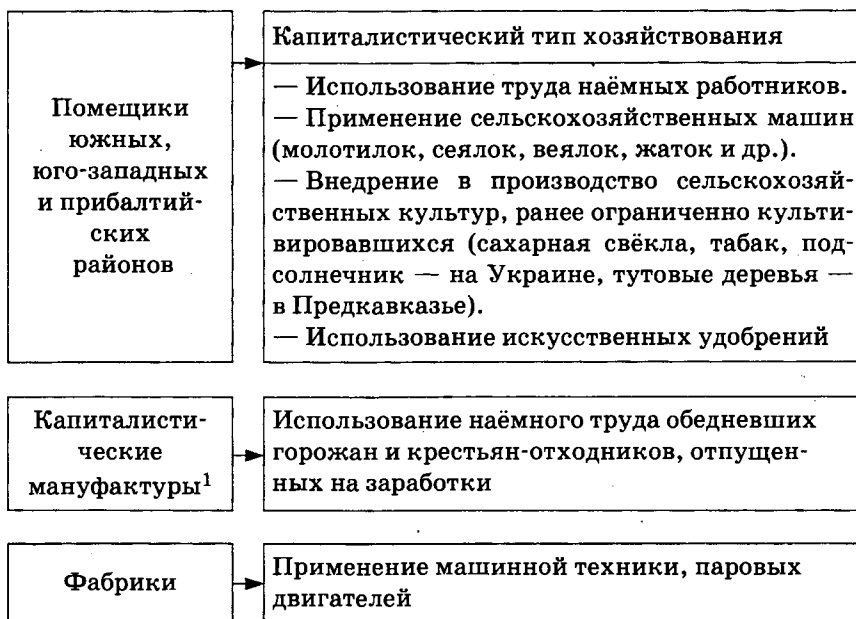 Помещики
южных,
юго-западных
и прибалтий-
ских
районов
Капиталистический тип хозяйствования
— Использование труда наёмных работников.
— Применение сельскохозяйственных машин
(молотилок, сеялок, веялок, жаток и др.).
— Внедрение в производство сельскохозяй-
ственных культур, ранее ограниченно культи-
вировавшихся (сахарная свёкла, табак, под-
солнечник — на Украине, тутовые деревья —
в Предкавказье).
— Использование искусственных удобрений
Капиталисти-
ческие
мануфактуры¹
Использование наёмного труда обедневших
горожан и крестьян-отходников, отпущен-
ных на заработки
Фабрики
Применение машинной техники, паровых
двигателей